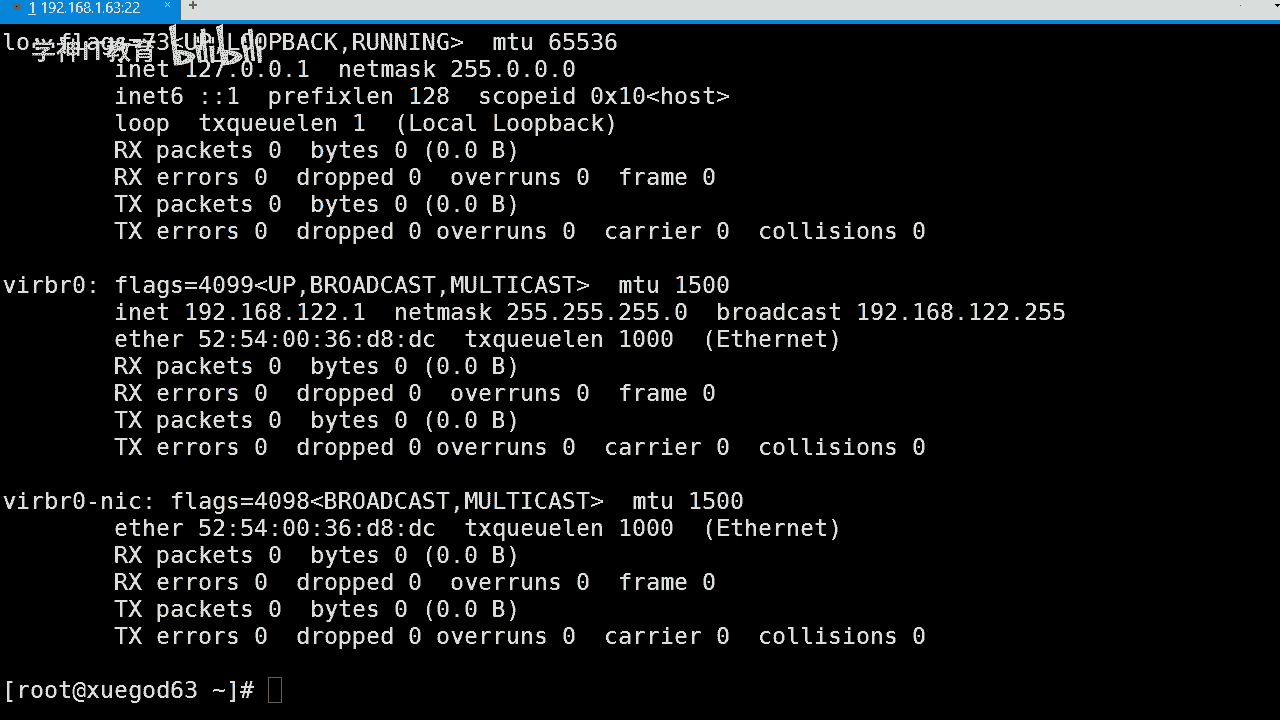 1 192.168.1.63:22 × +
学神IT教育 bilibili
lo: flags=73<UP,LOOPBACK,RUNNING>  mtu 65536
inet 127.0.0.1  netmask 255.0.0.0
inet6 ::1  prefixlen 128  scopeid 0x10<host>
loop  txqueuelen 1  (Local Loopback)
RX packets 0  bytes 0 (0.0 B)
RX errors 0  dropped 0  overruns 0  frame 0
TX packets 0  bytes 0 (0.0 B)
TX errors 0  dropped 0 overruns 0  carrier 0  collisions 0
virbr0: flags=4099<UP,BROADCAST,MULTICAST>  mtu 1500
inet 192.168.122.1  netmask 255.255.255.0  broadcast 192.168.122.255
ether 52:54:00:36:d8:dc  txqueuelen 1000  (Ethernet)
RX packets 0  bytes 0 (0.0 B)
RX errors 0  dropped 0  overruns 0  frame 0
TX packets 0  bytes 0 (0.0 B)
TX errors 0  dropped 0 overruns 0  carrier 0  collisions 0
virbr0-nic: flags=4098<BROADCAST,MULTICAST>  mtu 1500
ether 52:54:00:36:d8:dc  txqueuelen 1000  (Ethernet)
RX packets 0  bytes 0 (0.0 B)
RX errors 0  dropped 0  overruns 0  frame 0
TX packets 0  bytes 0 (0.0 B)
TX errors 0  dropped 0 overruns 0  carrier 0  collisions 0
[root@xuegod63 ~]#